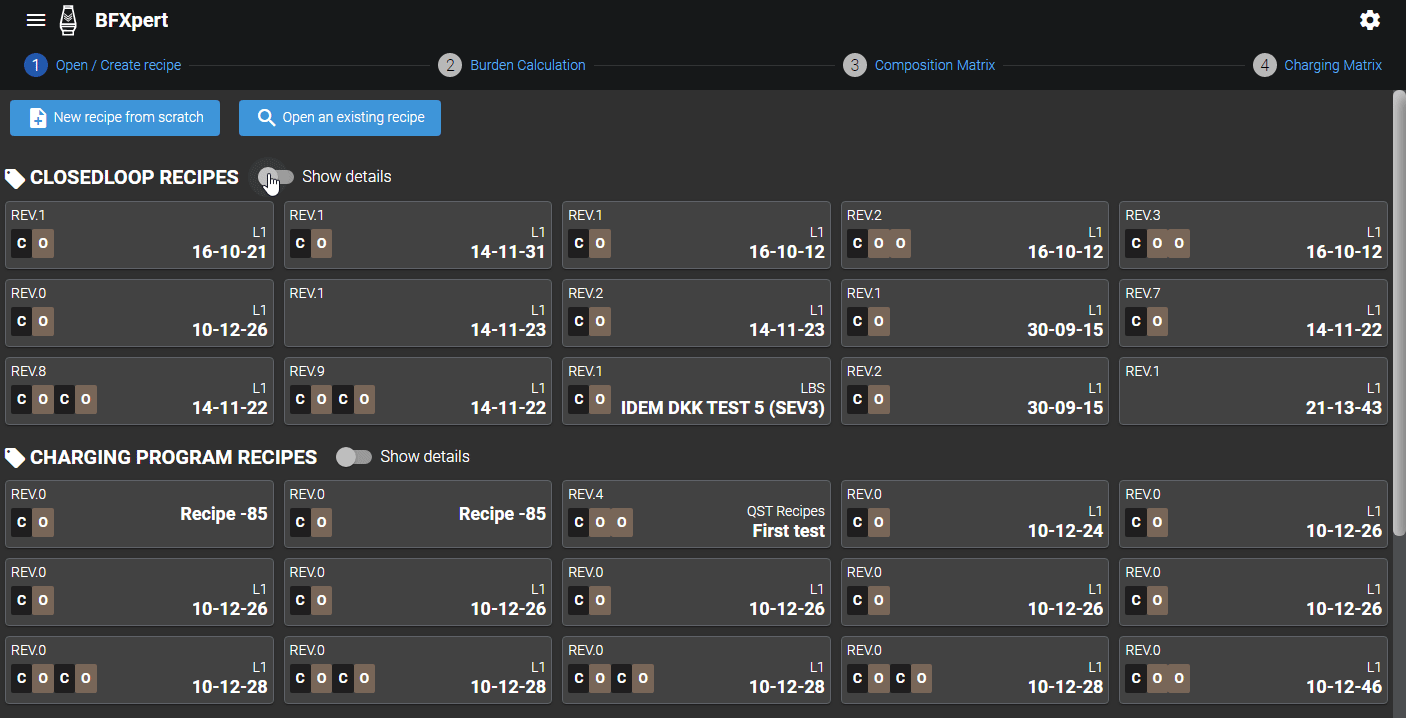 BFXpert
1 Open / Create recipe 2 Burden Calculation 3 Composition Matrix 4 Charging Matrix
New recipe from scratch Open an existing recipe
CLOSEDLOOP RECIPES Show details
REV.1 REV.1 REV.1 REV.2 REV.3
L1 L1 L1 L1 L1
C O C O C O C O O C O O
16-10-21 14-11-31 16-10-12 16-10-12 16-10-12
REV.0 REV.1 REV.2 REV.1 REV.7
L1 L1 L1 L1 L1
C O C O C O C O
10-12-26 14-11-23 14-11-23 30-09-15 14-11-22
REV.8 REV.9 REV.1 REV.2 REV.1
L1 L1 LBS L1 L1
C O C O C O C O C O C O
14-11-22 14-11-22 IDEM DKK TEST 5 (SEV3) 30-09-15 21-13-43
CHARGING PROGRAM RECIPES Show details
REV.0 REV.0 REV.4 REV.0 REV.0
QST Recipes L1 L1
C O Recipe -85 C O Recipe -85 C O O C O C O
First test 10-12-24 10-12-26
REV.0 REV.0 REV.0 REV.0 REV.0
L1 L1 L1 L1 L1
C O C O C O C O C O
10-12-26 10-12-26 10-12-26 10-12-26 10-12-26
REV.0 REV.0 REV.0 REV.0 REV.0
L1 L1 L1 L1 L1
C O C O C O C O C O C O C O C O C O O
10-12-28 10-12-28 10-12-28 10-12-28 10-12-46